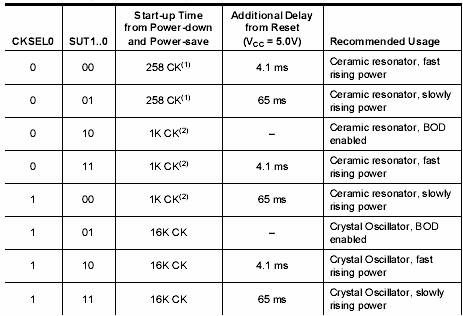 CKSEL0 SUT1..0 Start-up Time from Power-down and Power-save Additional Delay from Reset (VCC = 5.0V) Recommended Usage
0 00 258 CK(1) 4.1 ms Ceramic resonator, fast rising power
0 01 258 CK(1) 65 ms Ceramic resonator, slowly rising power
0 10 1K CK(2) – Ceramic resonator, BOD enabled
0 11 1K CK(2) 4.1 ms Ceramic resonator, fast rising power
1 00 1K CK(2) 65 ms Ceramic resonator, slowly rising power
1 01 16K CK – Crystal Oscillator, BOD enabled
1 10 16K CK 4.1 ms Crystal Oscillator, fast rising power
1 11 16K CK 65 ms Crystal Oscillator, slowly rising power